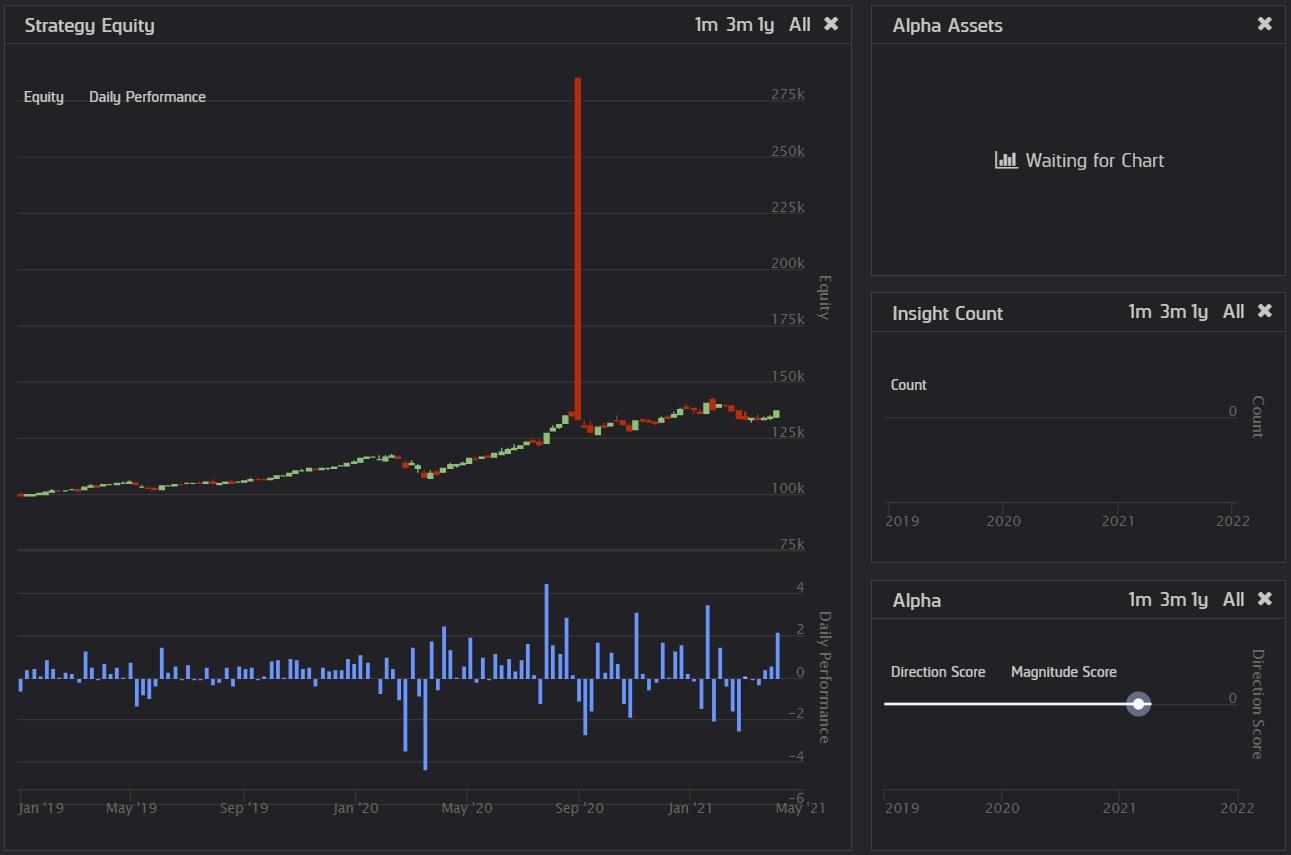 Strategy Equity
1m 3m 1y All ✖
Equity Daily Performance
275k
250k
225k
200k
175k
150k
125k
100k
75k
Equity
4
2
0
−2
−4
−6
Daily Performance
Jan '19 May '19 Sep '19 Jan '20 May '20 Sep '20 Jan '21 May '21
Alpha Assets ✖
Waiting for Chart
Insight Count
1m 3m 1y All ✖
Count
0
Count
2019 2020 2021 2022
Alpha
1m 3m 1y All ✖
Direction Score Magnitude Score
0
Direction Score
2019 2020 2021 2022